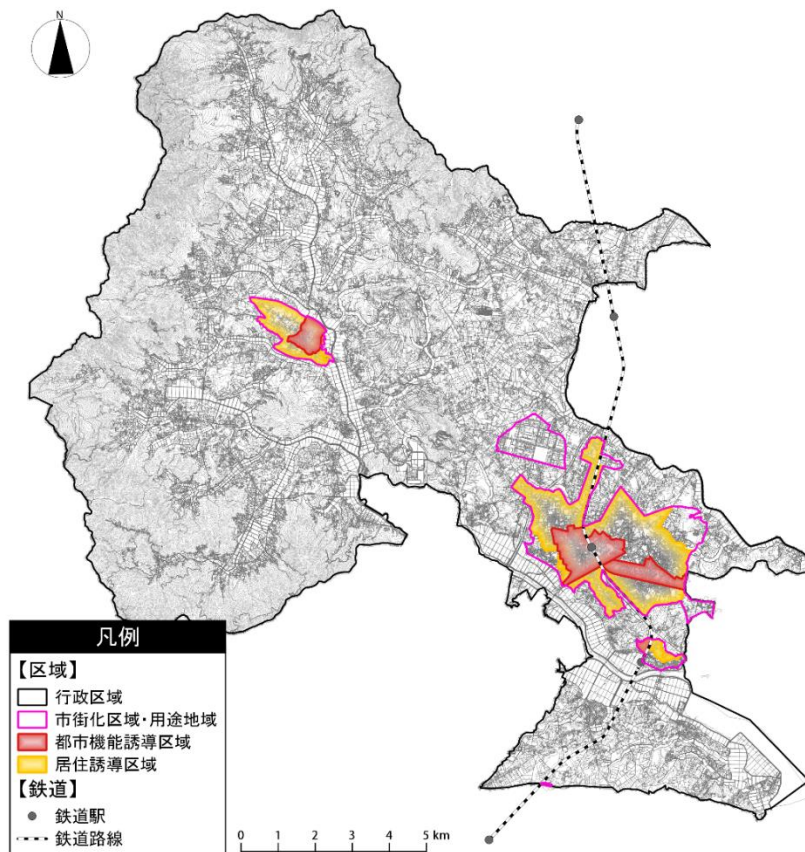 N
凡例
【区域】
行政区域
市街化区域・用途地域
都市機能誘導区域
居住誘導区域
【鉄道】
鉄道駅
鉄道路線
0 1 2 3 4 5 km